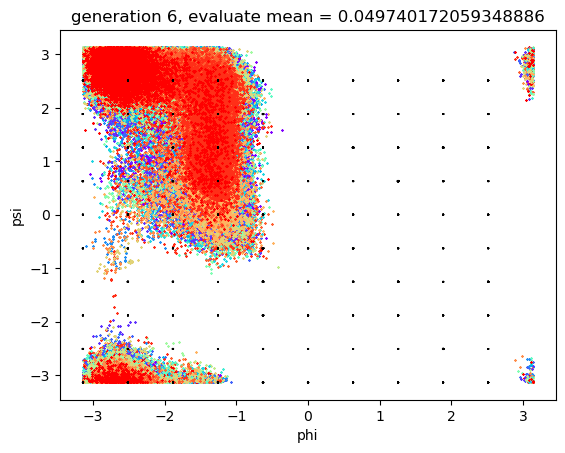 generation 6, evaluate mean = 0.049740172059348886
3
2
1
0
−1
−2
−3
psi
−3 −2 −1 0 1 2 3
phi